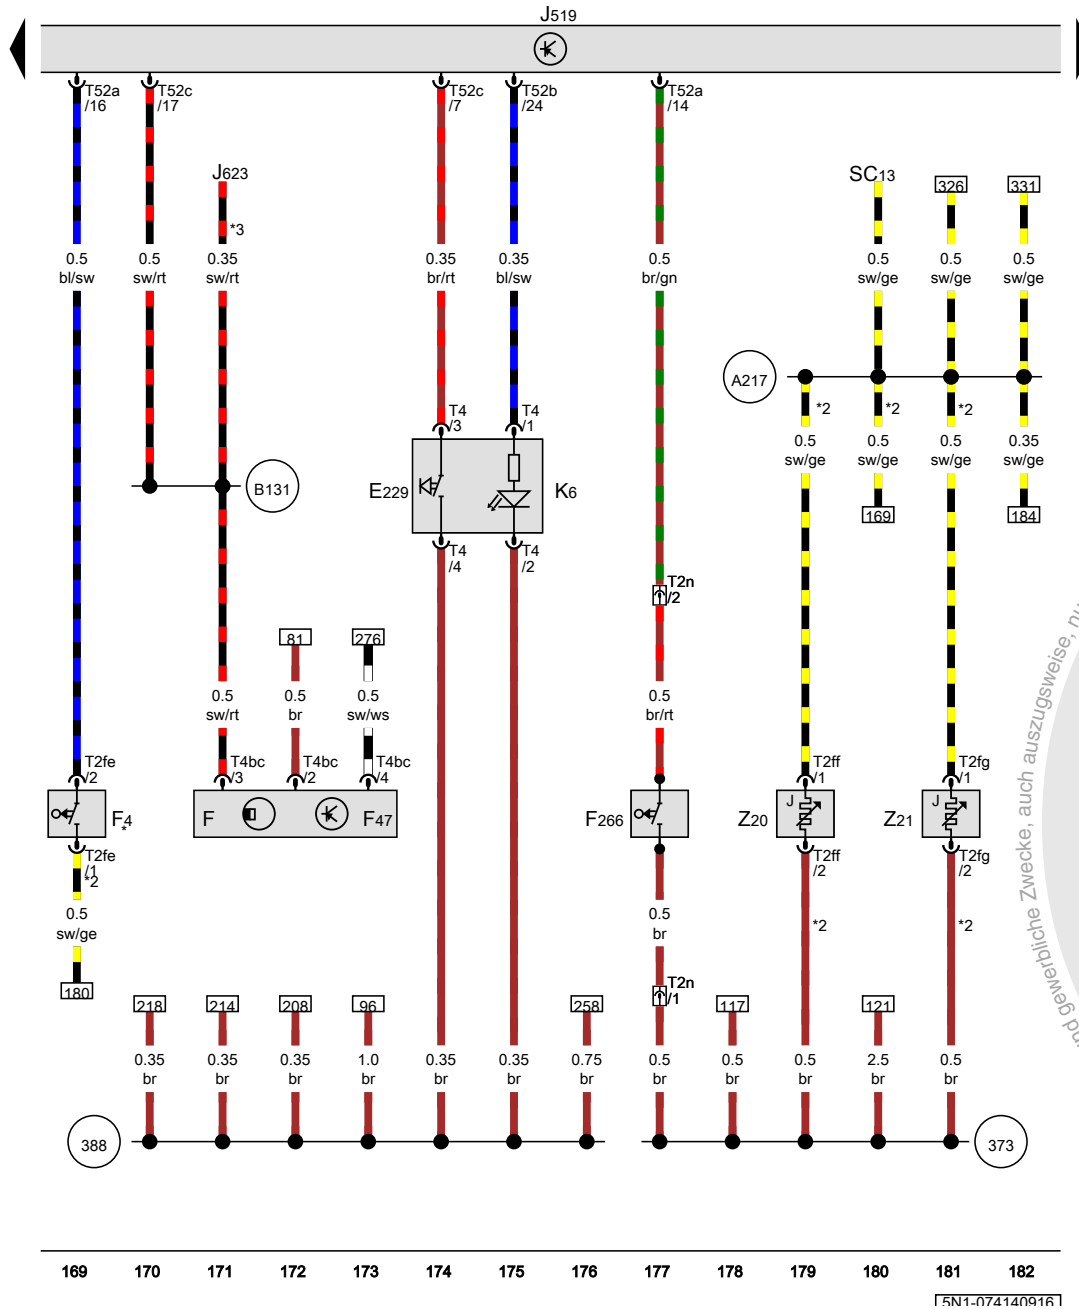 J519
T52a /16
T52c /17
T52c /7
T52b /24
T52a /14
J623
SC13
326
331
*3
0.5 bl/sw
0.5 sw/rt
0.35 sw/rt
0.35 br/rt
0.35 bl/sw
0.5 br/gn
0.5 sw/ge
0.5 sw/ge
0.5 sw/ge
A217
*2
*2
*2
T4 /3
T4 /1
0.5 sw/ge
0.5 sw/ge
0.5 sw/ge
0.35 sw/ge
B131
E229
K6
169
184
T4 /4
T4 /2
T2n /2
81
276
0.5 sw/rt
0.5 br
0.5 sw/ws
0.5 br/rt
T2fe /2
T4bc /3
T4bc /2
T4bc /4
T2ff /1
T2fg /1
F4 *
F
F47
F266
Z20
J
Z21
J
T2fe /1
*2
T2ff /2
T2fg /2
0.5 sw/ge
0.5 br
*2
*2
180
T2n /1
218
214
208
96
258
117
121
0.35 br
0.35 br
0.35 br
1.0 br
0.35 br
0.35 br
0.75 br
0.5 br
0.5 br
0.5 br
2.5 br
0.5 br
388
373
169 170 171 172 173 174 175 176 177 178 179 180 181 182
5N1-074140916
gewerbliche Zwecke, auch auszugsweise,